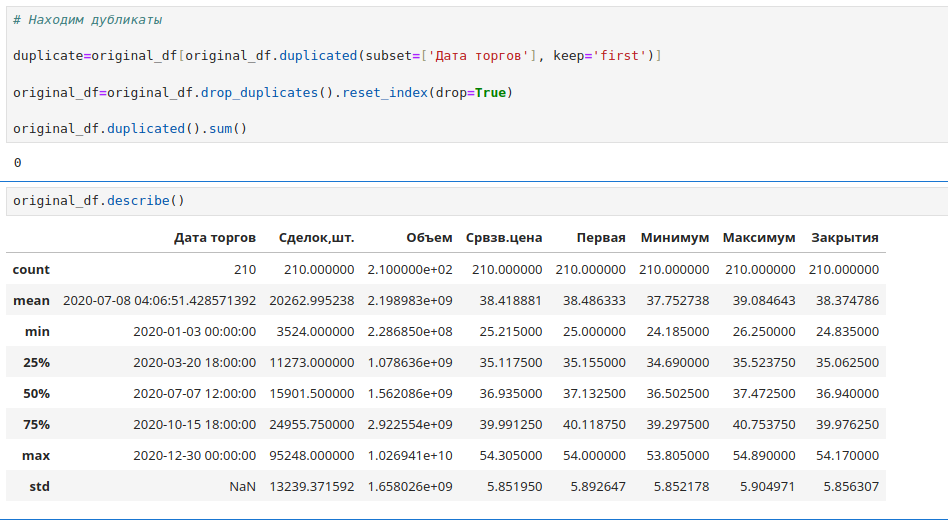 # Находим дубликаты
duplicate=original_df[original_df.duplicated(subset=['Дата торгов'], keep='first')]
original_df=original_df.drop_duplicates().reset_index(drop=True)
original_df.duplicated().sum()
0
original_df.describe()
Дата торгов Сделок,шт. Объем Срвзв.цена Первая Минимум Максимум Закрытия
count 210 210.000000 2.100000e+02 210.000000 210.000000 210.000000 210.000000 210.000000
mean 2020-07-08 04:06:51.428571392 20262.995238 2.198983e+09 38.418881 38.486333 37.752738 39.084643 38.374786
min 2020-01-03 00:00:00 3524.000000 2.286850e+08 25.215000 25.000000 24.185000 26.250000 24.835000
25% 2020-03-20 18:00:00 11273.000000 1.078636e+09 35.117500 35.155000 34.690000 35.523750 35.062500
50% 2020-07-07 12:00:00 15901.500000 1.562086e+09 36.935000 37.132500 36.502500 37.472500 36.940000
75% 2020-10-15 18:00:00 24955.750000 2.922554e+09 39.991250 40.118750 39.297500 40.753750 39.976250
max 2020-12-30 00:00:00 95248.000000 1.026941e+10 54.305000 54.000000 53.805000 54.890000 54.170000
std NaN 13239.371592 1.658026e+09 5.851950 5.892647 5.852178 5.904971 5.856307